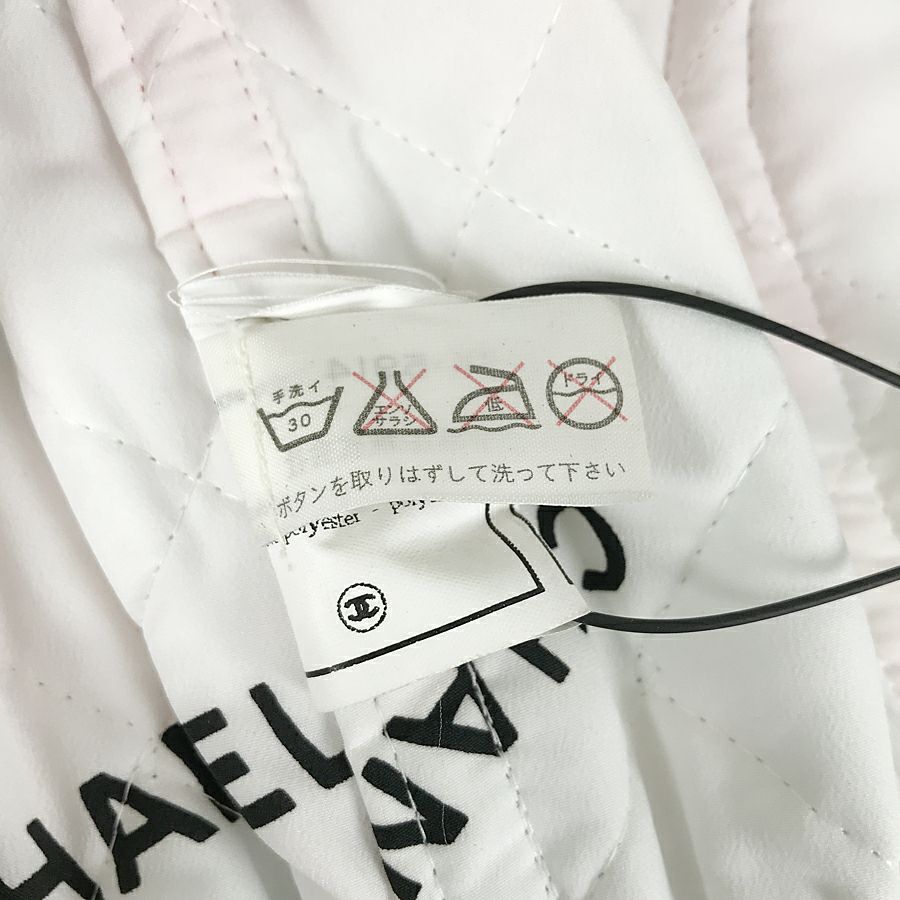 手洗イ
30
エンソ
サラシ
低
ドライ
ボタンを取りはずして洗って下さい
polyester - poly
HAEL